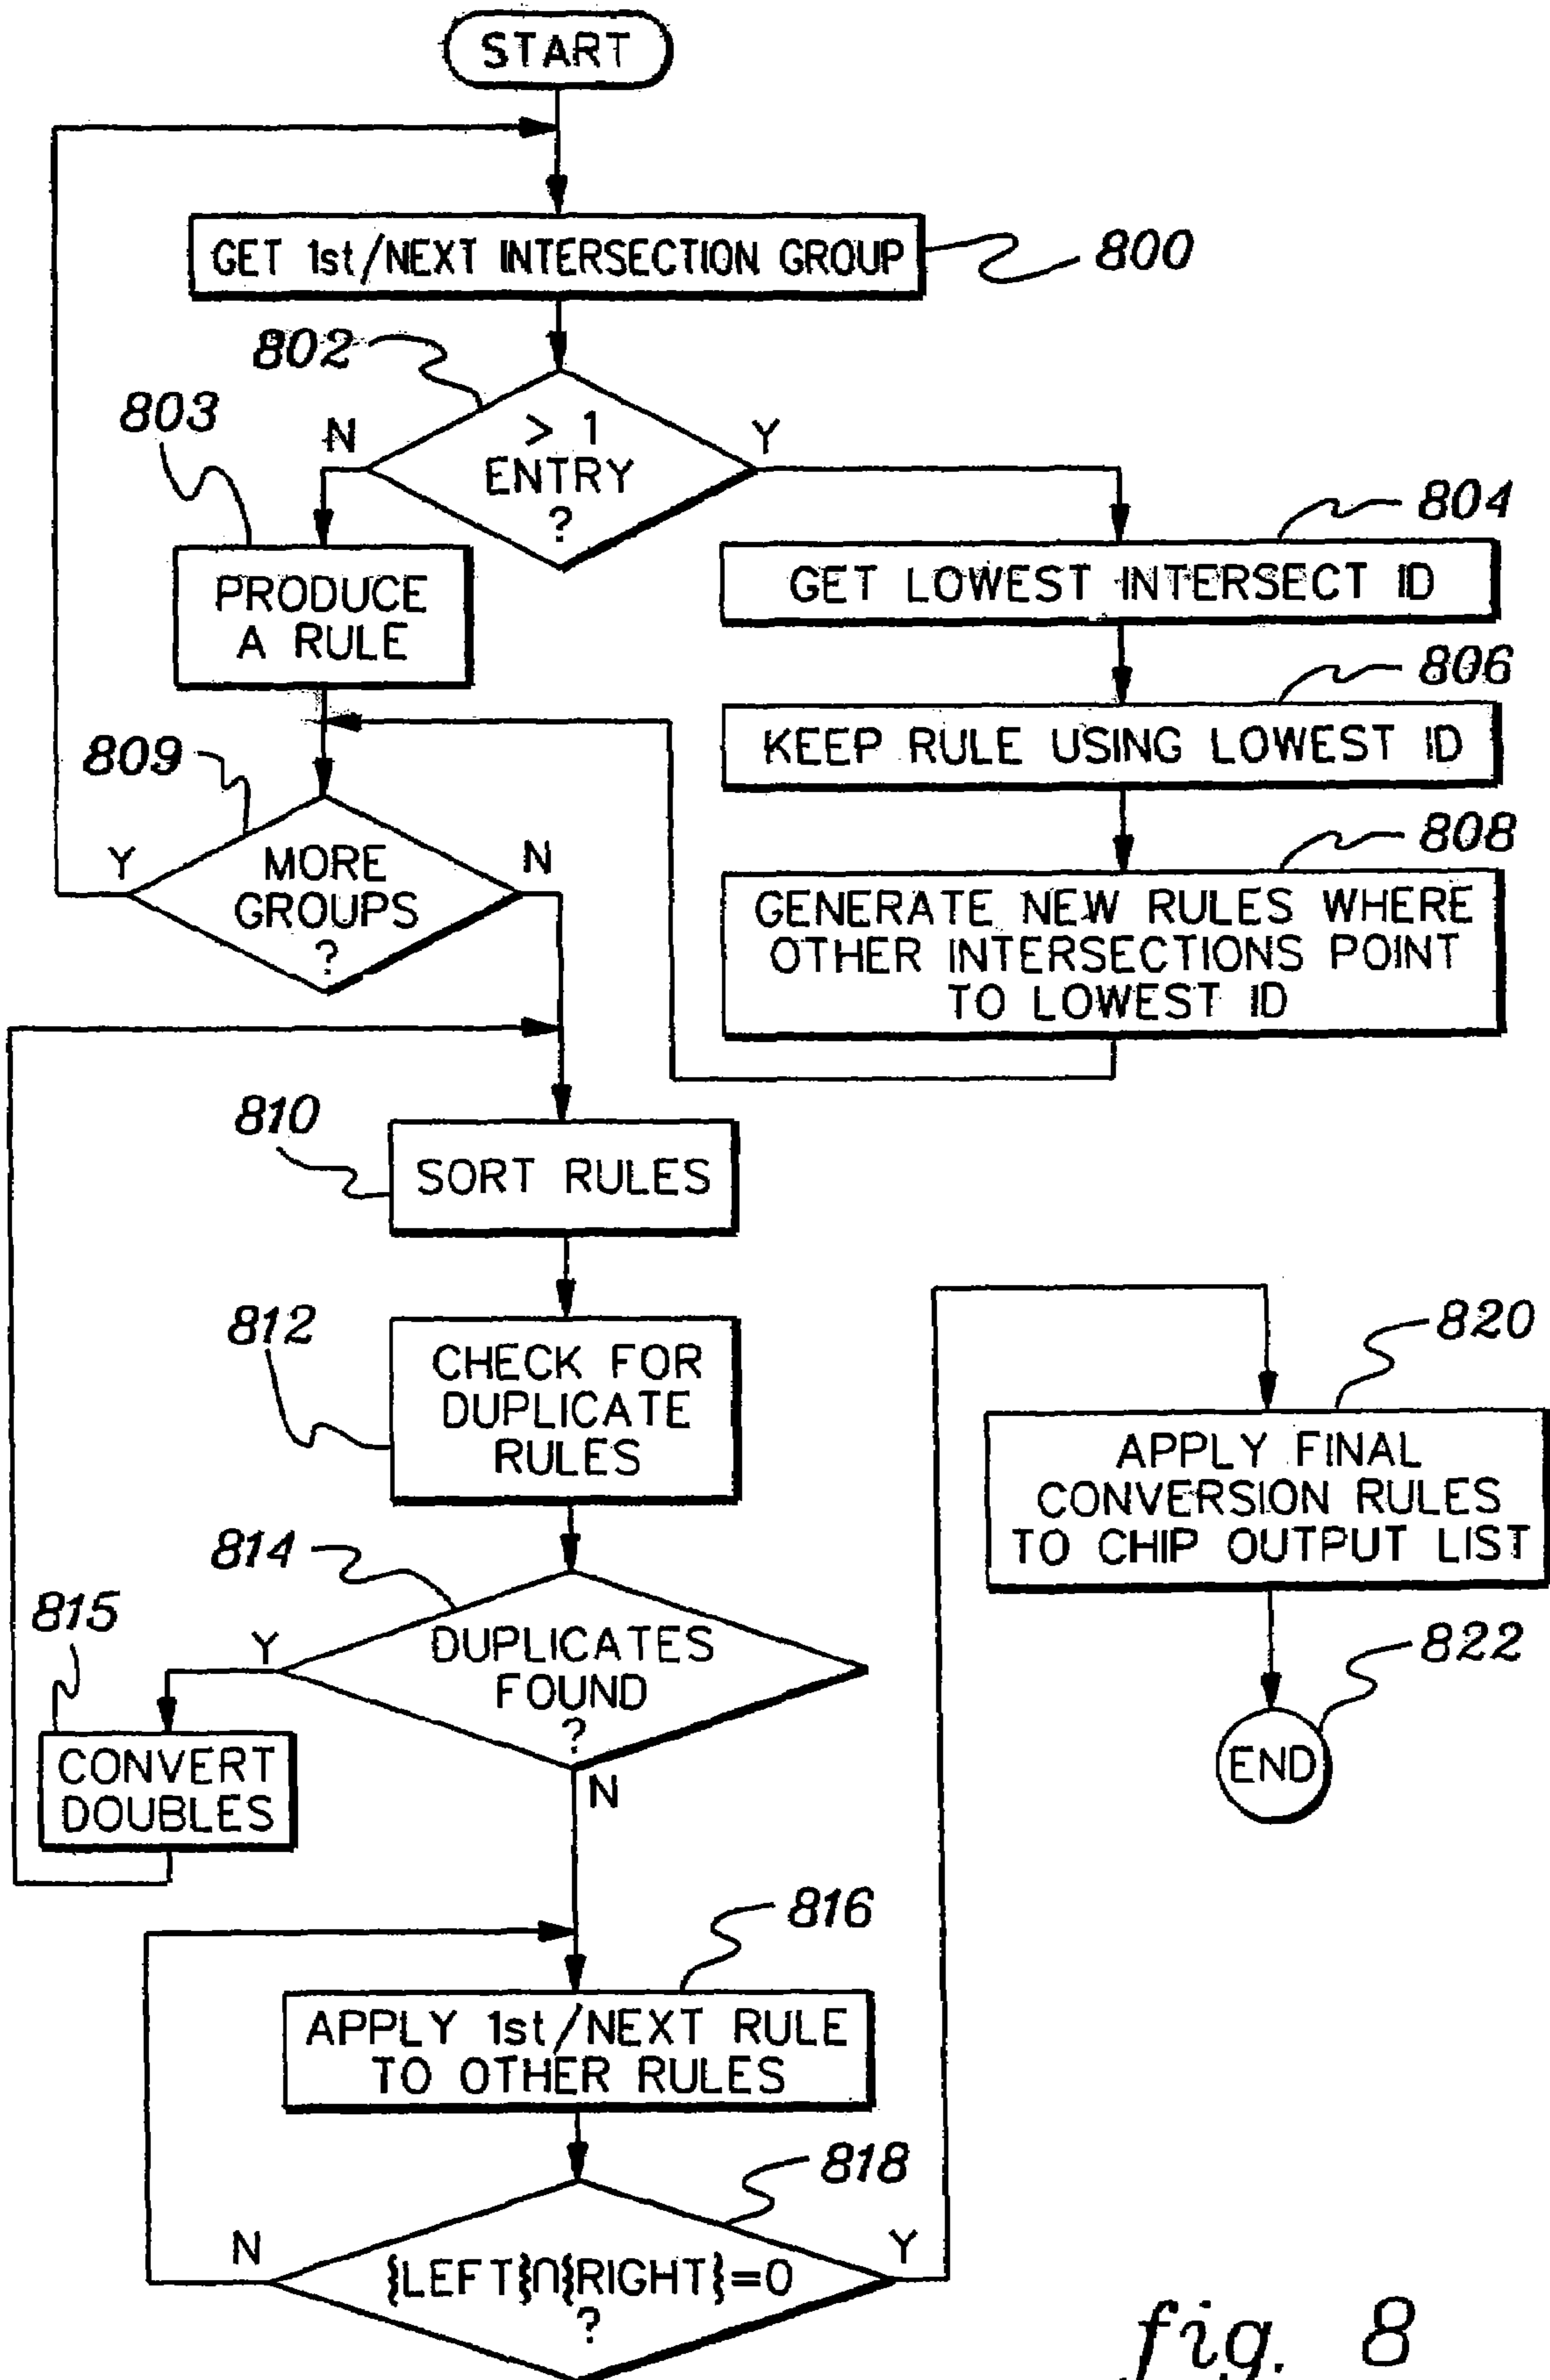 START
GET 1st/NEXT INTERSECTION GROUP
800
802
> 1
ENTRY
?
N
Y
803
PRODUCE
A RULE
804
GET LOWEST INTERSECT ID
806
KEEP RULE USING LOWEST ID
808
GENERATE NEW RULES WHERE
OTHER INTERSECTIONS POINT
TO LOWEST ID
809
MORE
GROUPS
?
Y
N
810
SORT RULES
812
CHECK FOR
DUPLICATE
RULES
814
DUPLICATES
FOUND
?
Y
N
815
CONVERT
DOUBLES
816
APPLY 1st/NEXT RULE
TO OTHER RULES
818
{LEFT}∩{RIGHT}=0
?
N
Y
820
APPLY FINAL
CONVERSION RULES
TO CHIP OUTPUT LIST
822
END
fig. 8